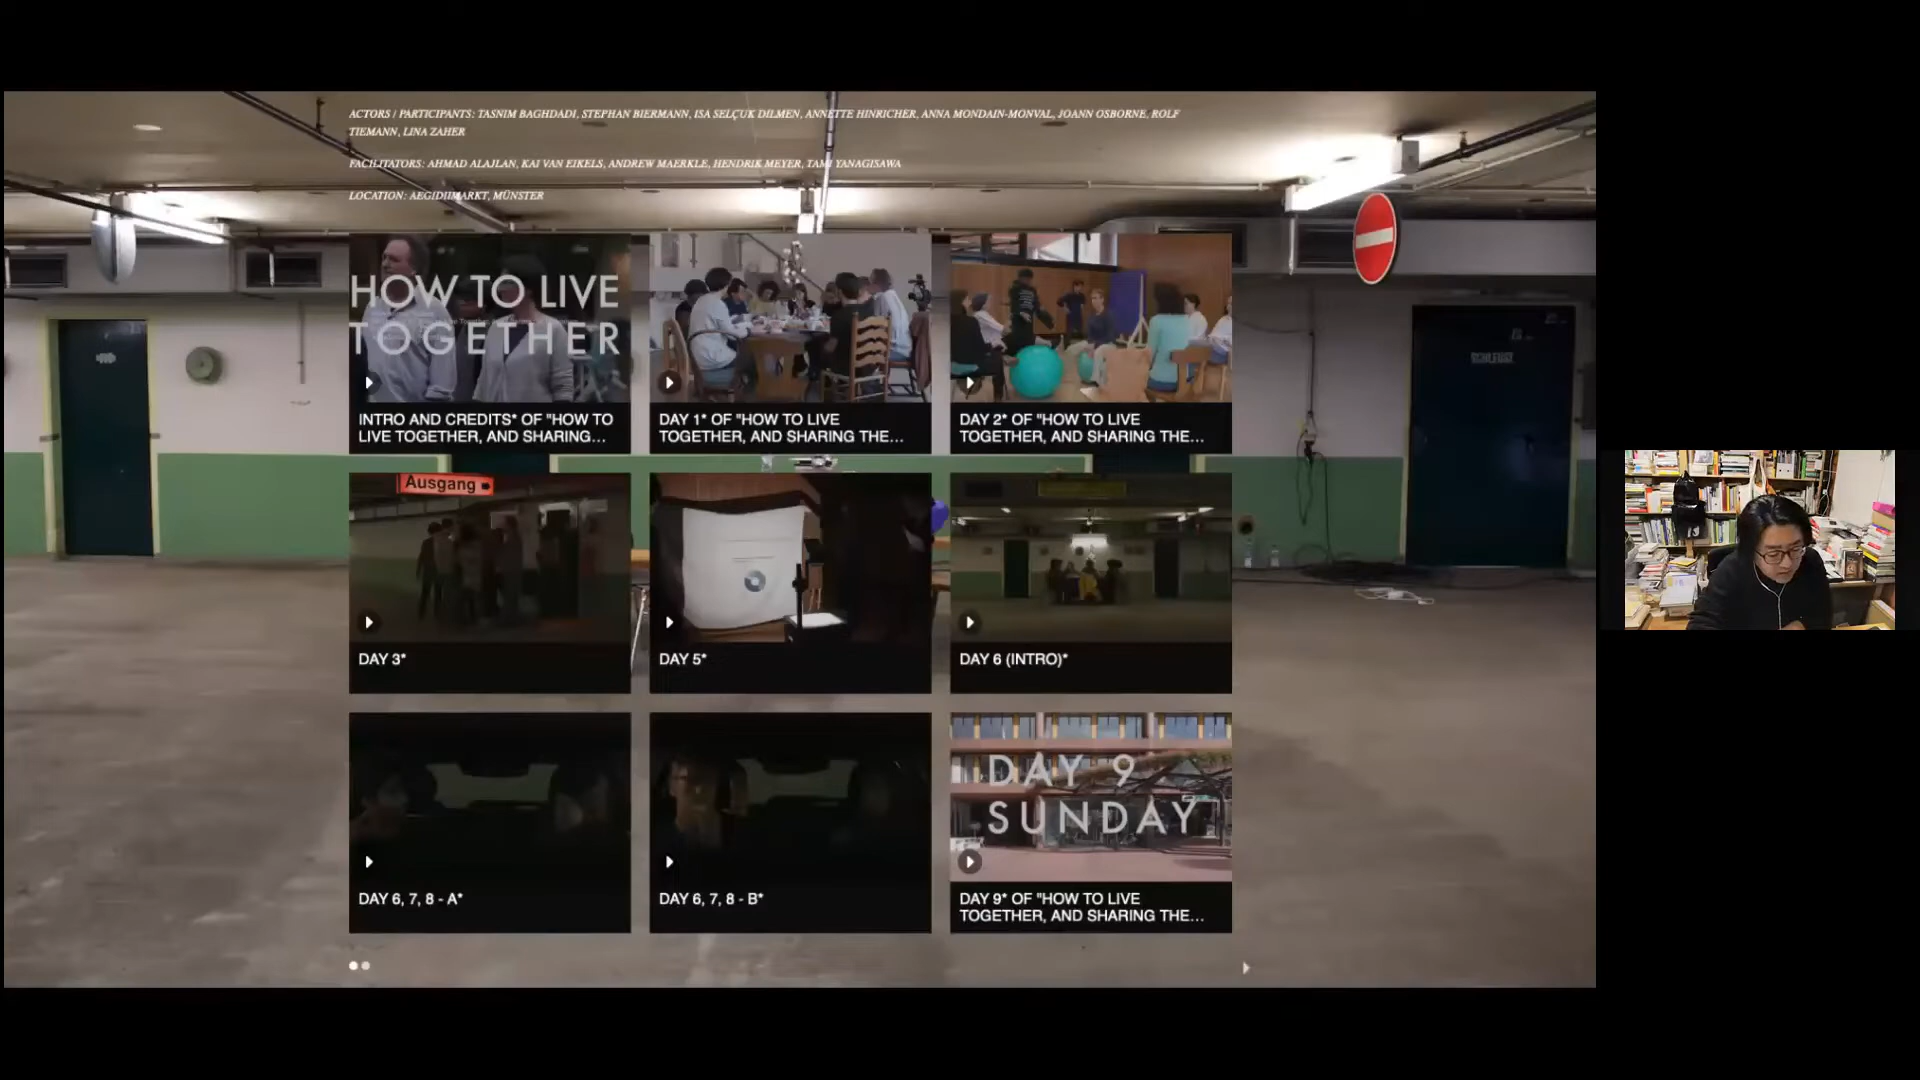 ACTORS / PARTICIPANTS: TASNIM BAGHDADI, STEPHAN BIERMANN, ISA SELÇUK DILMEN, ANNETTE HINRICHER, ANNA MONDAIN-MONVAL, JOANN OSBORNE, ROLF
TIEMANN, LINA ZAHER
FACILITATORS: AHMAD ALAJLAN, KAI VAN EIKELS, ANDREW MAERKLE, HENDRIK MEYER, TAMI YANAGISAWA
LOCATION: AEGIDIIMARKT, MÜNSTER
HOW TO LIVE
TOGETHER
INTRO AND CREDITS* OF "HOW TO
LIVE TOGETHER, AND SHARING...
DAY 1* OF "HOW TO LIVE
TOGETHER, AND SHARING THE...
DAY 2* OF "HOW TO LIVE
TOGETHER, AND SHARING THE...
SCHLEUSE
Ausgang
DAY 3*
DAY 5*
DAY 6 (INTRO)*
DAY 6, 7, 8 - A*
DAY 6, 7, 8 - B*
DAY 9
SUNDAY
DAY 9* OF "HOW TO LIVE
TOGETHER, AND SHARING THE...